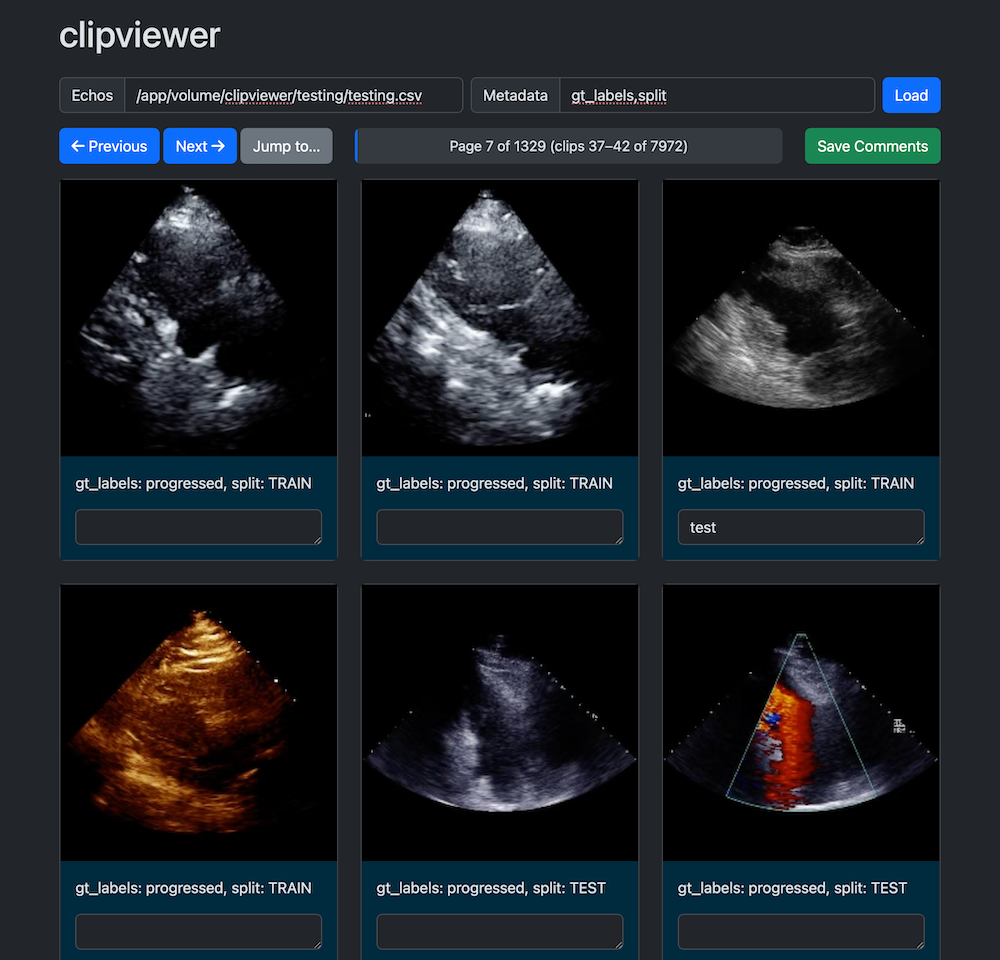 clipviewer
Echos /app/volume/clipviewer/testing/testing.csv Metadata gt_labels,split Load
← Previous Next → Jump to... Page 7 of 1329 (clips 37–42 of 7972) Save Comments
gt_labels: progressed, split: TRAIN gt_labels: progressed, split: TRAIN gt_labels: progressed, split: TRAIN
test
gt_labels: progressed, split: TRAIN gt_labels: progressed, split: TEST gt_labels: progressed, split: TEST